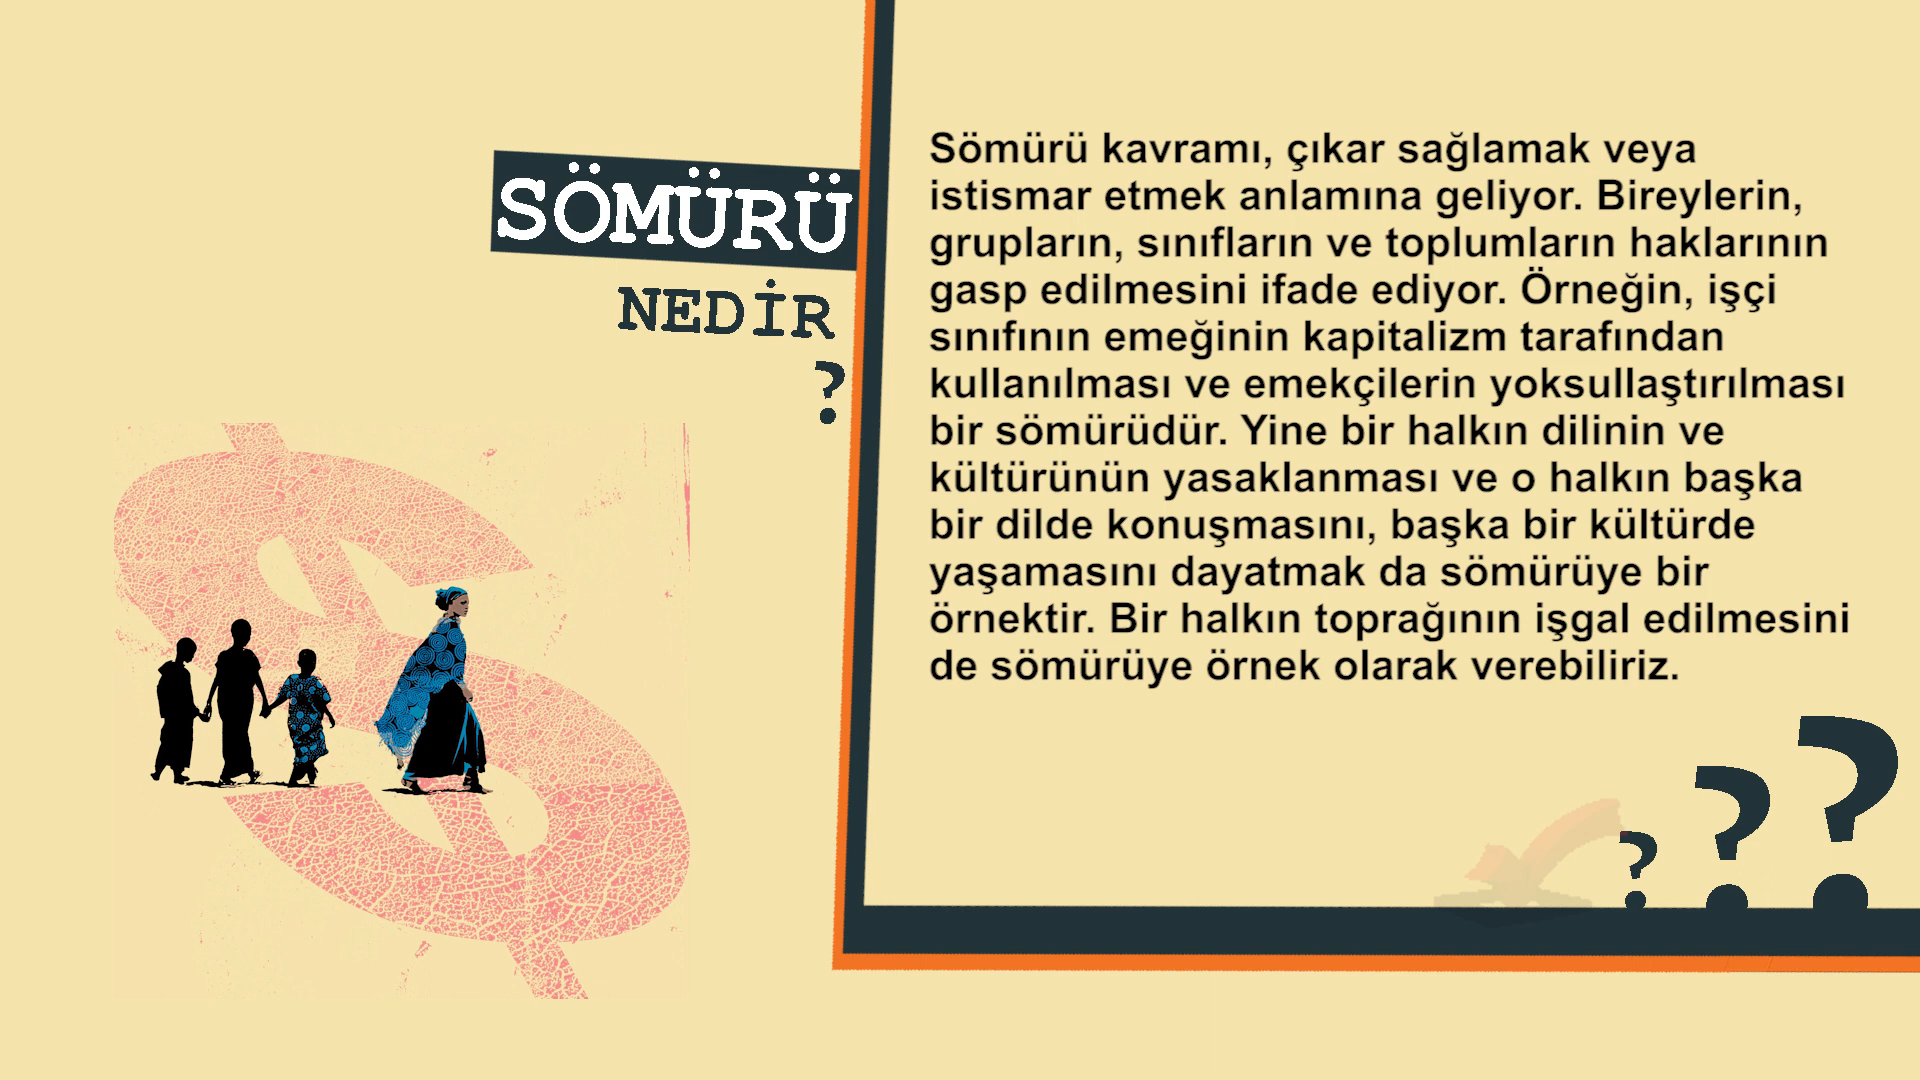 SÖMÜRÜ
NEDİR
?
Sömürü kavramı, çıkar sağlamak veya
istismar etmek anlamına geliyor. Bireylerin,
grupların, sınıfların ve toplumların haklarının
gasp edilmesini ifade ediyor. Örneğin, işçi
sınıfının emeğinin kapitalizm tarafından
kullanılması ve emekçilerin yoksullaştırılması
bir sömürüdür. Yine bir halkın dilinin ve
kültürünün yasaklanması ve o halkın başka
bir dilde konuşmasını, başka bir kültürde
yaşamasını dayatmak da sömürüye bir
örnektir. Bir halkın toprağının işgal edilmesini
de sömürüye örnek olarak verebiliriz.
? ? ?